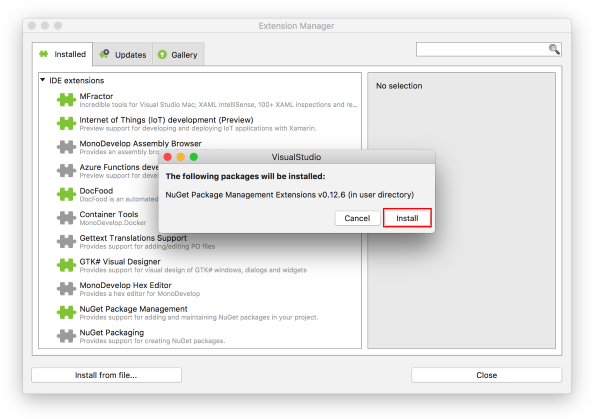 Extension Manager
Installed
Updates
Gallery
IDE extensions
No selection
MFractor
Incredible tools for Visual Studio Mac; XAML IntelliSense, 100+ XAML inspections and re...
Internet of Things (IoT) development (Preview)
Preview support for developing and deploying IoT applications with Xamarin.
MonoDevelop Assembly Browser
Provides an assembly brow
Azure Functions deve
Preview support for devel
DocFood
DocFood is an automated
Container Tools
MonoDevelop.Docker
Gettext Translations Support
Provides support for adding/editing PO files
GTK# Visual Designer
Provides support for visual design of GTK# windows, dialogs and widgets
MonoDevelop Hex Editor
Provides a hex editor for MonoDevelop
NuGet Package Management
Provides support for adding and maintaining NuGet packages in your project.
NuGet Packaging
Provides support for creating NuGet packages.
VisualStudio
The following packages will be installed:
NuGet Package Management Extensions v0.12.6 (in user directory)
Cancel
Install
Install from file...
Close